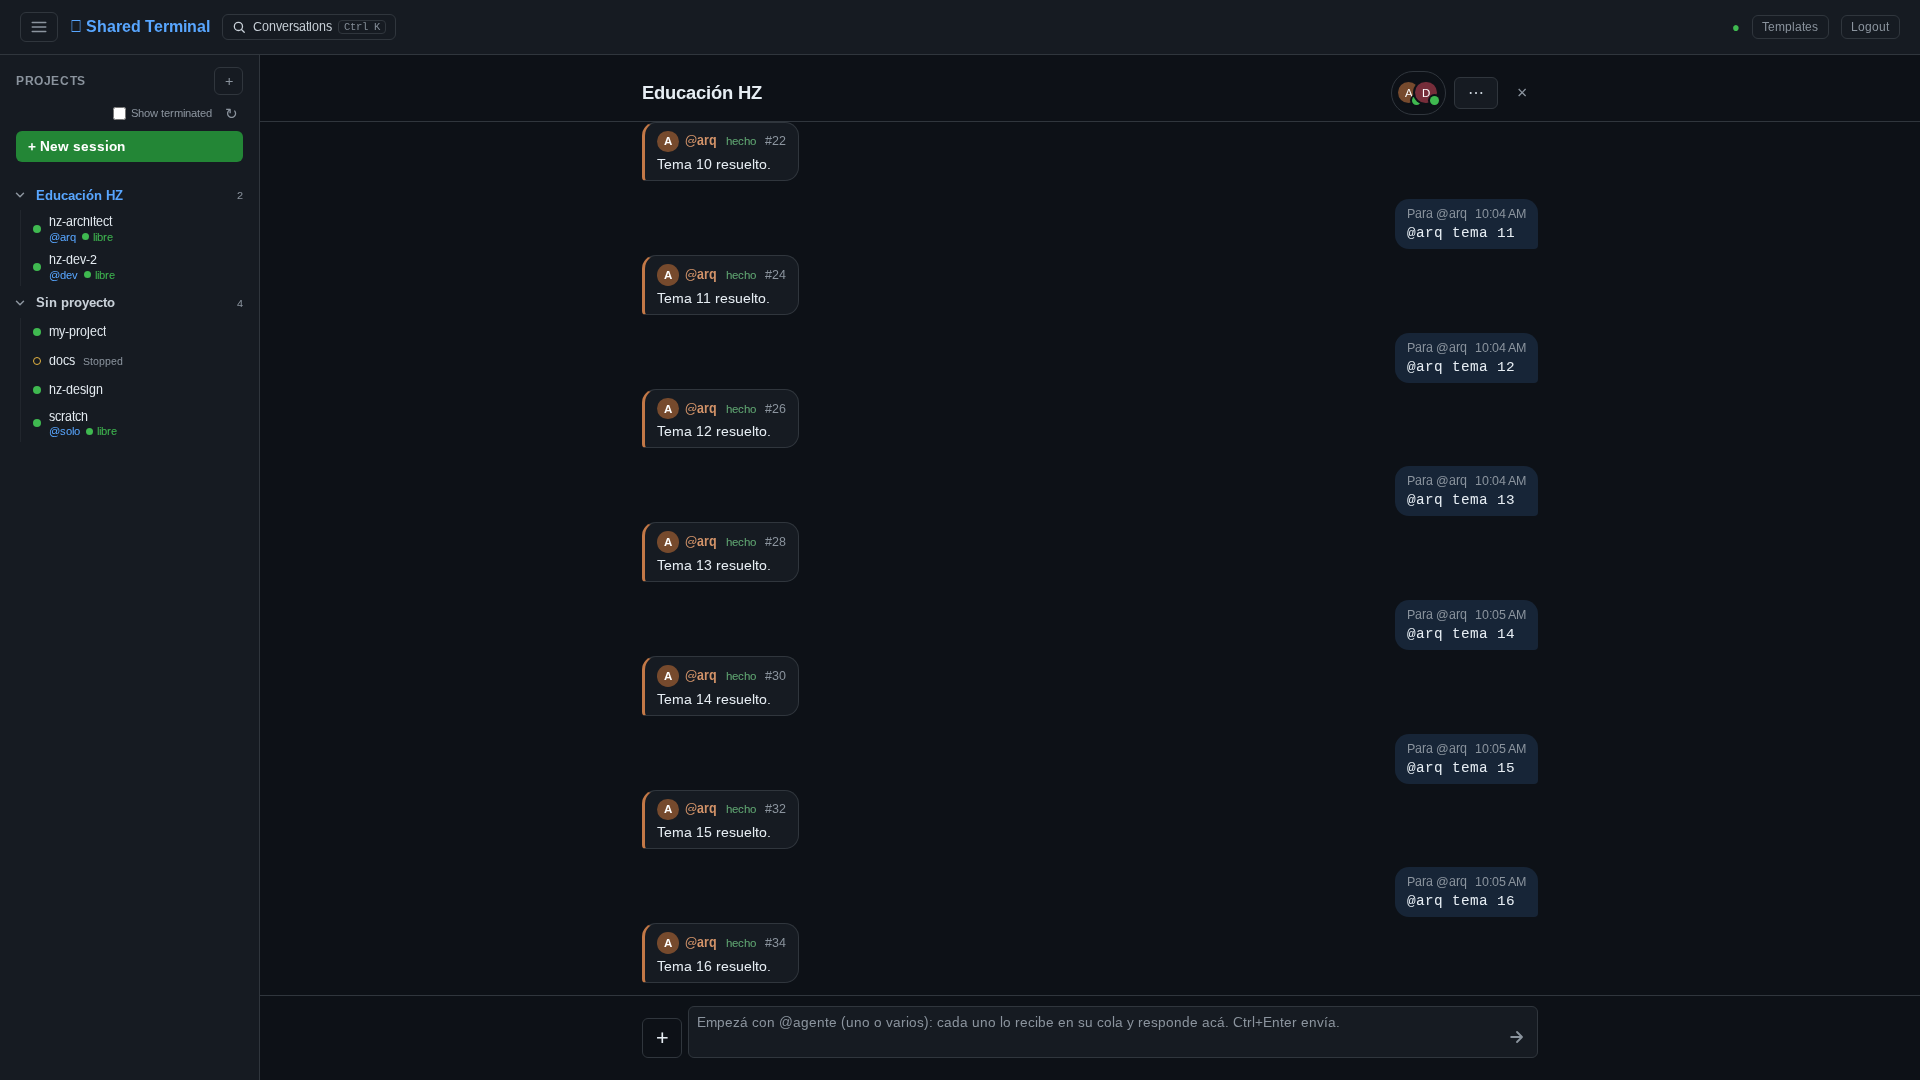 Shared Terminal
Conversations Ctrl K
Templates
Logout
PROJECTS
+
Show terminated
+ New session
Educación HZ 2
hz-architect
@arq libre
hz-dev-2
@dev libre
Sin proyecto 4
my-project
docs Stopped
hz-design
scratch
@solo libre
Educación HZ
A D
...
×
A @arq hecho #22
Tema 10 resuelto.
Para @arq 10:04 AM
@arq tema 11
A @arq hecho #24
Tema 11 resuelto.
Para @arq 10:04 AM
@arq tema 12
A @arq hecho #26
Tema 12 resuelto.
Para @arq 10:04 AM
@arq tema 13
A @arq hecho #28
Tema 13 resuelto.
Para @arq 10:05 AM
@arq tema 14
A @arq hecho #30
Tema 14 resuelto.
Para @arq 10:05 AM
@arq tema 15
A @arq hecho #32
Tema 15 resuelto.
Para @arq 10:05 AM
@arq tema 16
A @arq hecho #34
Tema 16 resuelto.
+
Empezá con @agente (uno o varios): cada uno lo recibe en su cola y responde acá. Ctrl+Enter envía.